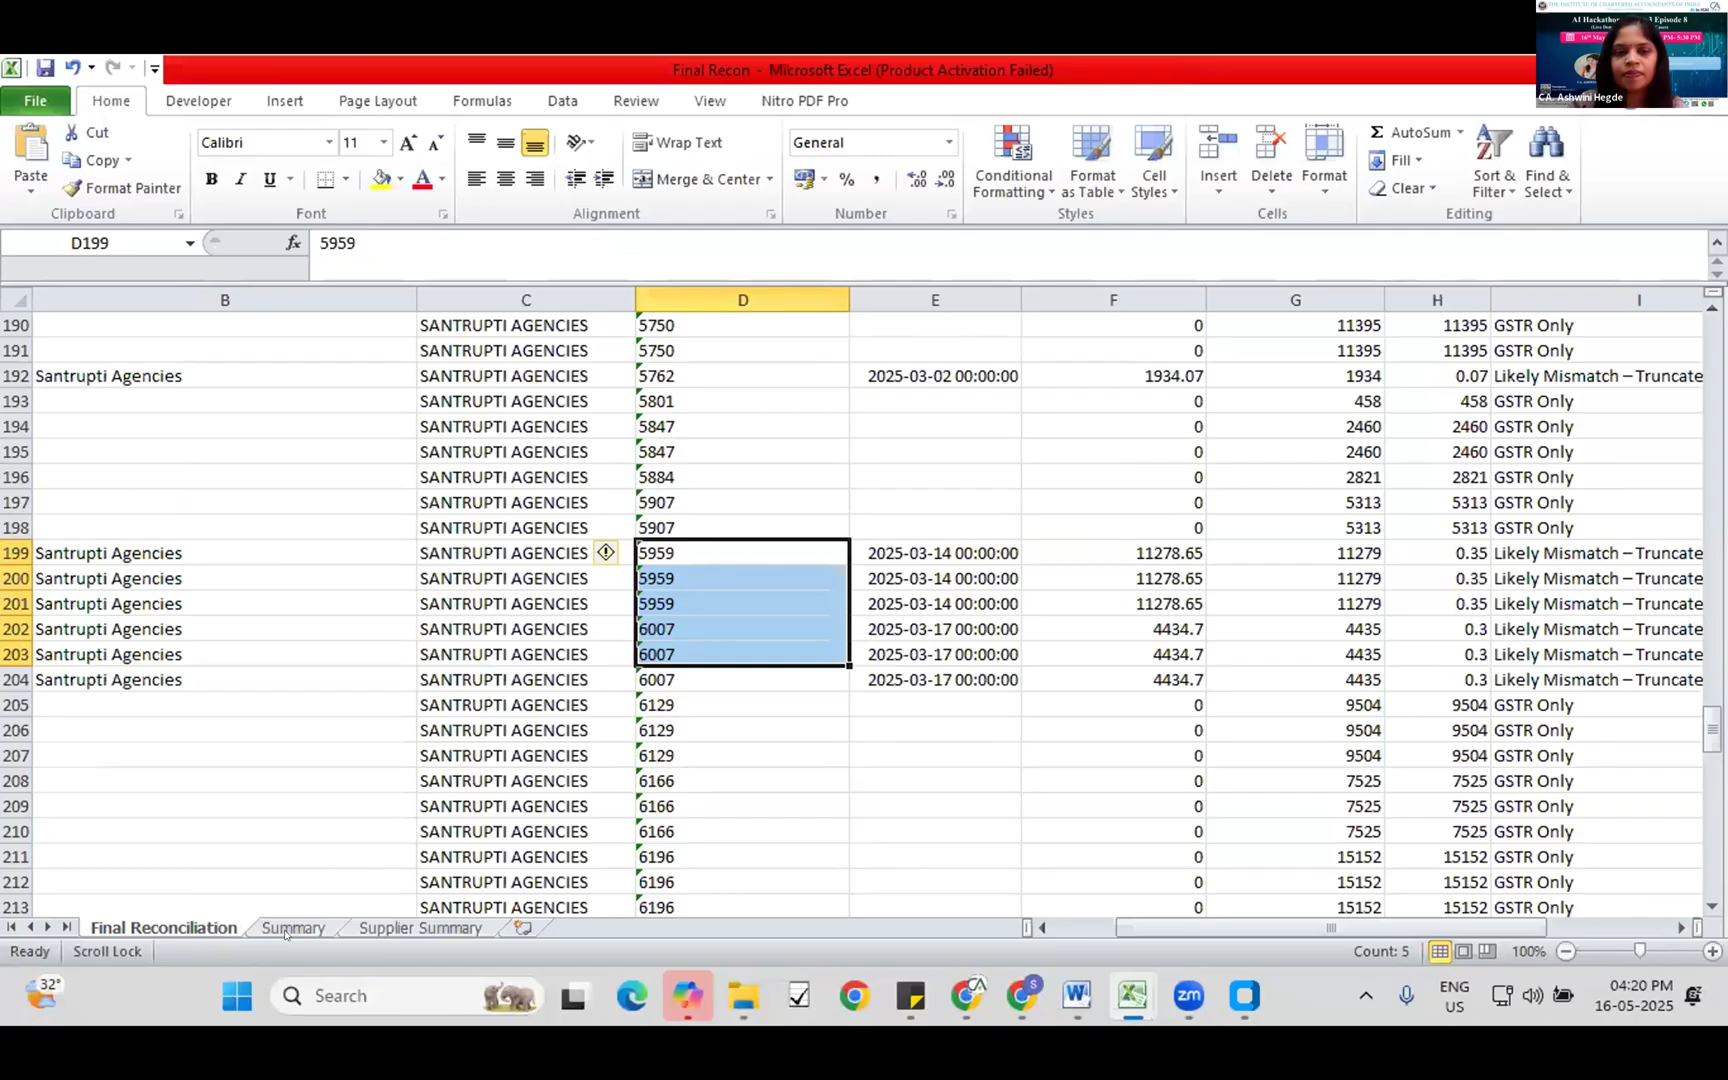 THE INSTITUTE OF CHARTERED ACCOUNTANTS OF INDIA
Episode 8
CA. Ashwini Hegde
Final Recon - Microsoft Excel (Product Activation Failed)
File Home Developer Insert Page Layout Formulas Data Review View Nitro PDF Pro
Paste Cut Copy Format Painter Clipboard
Calibri 11 B I U Font
Wrap Text Merge & Center Alignment
General % , Number
Conditional Formatting Format as Table Cell Styles Styles
Insert Delete Format Cells
AutoSum Fill Clear Sort & Filter Find & Select Editing
D199 fx 5959
B C D E F G H I
190 SANTRUPTI AGENCIES 5750 0 11395 11395 GSTR Only
191 SANTRUPTI AGENCIES 5750 0 11395 11395 GSTR Only
192 Santrupti Agencies SANTRUPTI AGENCIES 5762 2025-03-02 00:00:00 1934.07 1934 0.07 Likely Mismatch – Truncate
193 SANTRUPTI AGENCIES 5801 0 458 458 GSTR Only
194 SANTRUPTI AGENCIES 5847 0 2460 2460 GSTR Only
195 SANTRUPTI AGENCIES 5847 0 2460 2460 GSTR Only
196 SANTRUPTI AGENCIES 5884 0 2821 2821 GSTR Only
197 SANTRUPTI AGENCIES 5907 0 5313 5313 GSTR Only
198 SANTRUPTI AGENCIES 5907 0 5313 5313 GSTR Only
199 Santrupti Agencies SANTRUPTI AGENCIES 5959 2025-03-14 00:00:00 11278.65 11279 0.35 Likely Mismatch – Truncate
200 Santrupti Agencies SANTRUPTI AGENCIES 5959 2025-03-14 00:00:00 11278.65 11279 0.35 Likely Mismatch – Truncate
201 Santrupti Agencies SANTRUPTI AGENCIES 5959 2025-03-14 00:00:00 11278.65 11279 0.35 Likely Mismatch – Truncate
202 Santrupti Agencies SANTRUPTI AGENCIES 6007 2025-03-17 00:00:00 4434.7 4435 0.3 Likely Mismatch – Truncate
203 Santrupti Agencies SANTRUPTI AGENCIES 6007 2025-03-17 00:00:00 4434.7 4435 0.3 Likely Mismatch – Truncate
204 Santrupti Agencies SANTRUPTI AGENCIES 6007 2025-03-17 00:00:00 4434.7 4435 0.3 Likely Mismatch – Truncate
205 SANTRUPTI AGENCIES 6129 0 9504 9504 GSTR Only
206 SANTRUPTI AGENCIES 6129 0 9504 9504 GSTR Only
207 SANTRUPTI AGENCIES 6129 0 9504 9504 GSTR Only
208 SANTRUPTI AGENCIES 6166 0 7525 7525 GSTR Only
209 SANTRUPTI AGENCIES 6166 0 7525 7525 GSTR Only
210 SANTRUPTI AGENCIES 6166 0 7525 7525 GSTR Only
211 SANTRUPTI AGENCIES 6196 0 15152 15152 GSTR Only
212 SANTRUPTI AGENCIES 6196 0 15152 15152 GSTR Only
213 SANTRUPTI AGENCIES 6196 0 15152 15152 GSTR Only
Final Reconciliation Summary Supplier Summary
Ready Scroll Lock Count: 5 100%
32° Search zm ENG US 04:20 PM 16-05-2025